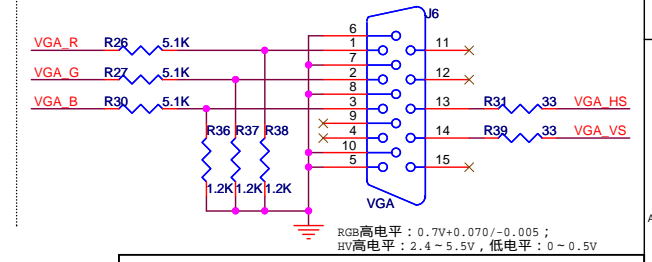 J6
VGA_R R26 5.1K
VGA_G R27 5.1K
VGA_B R30 5.1K
6
1
7
2
8
3
9
4
10
5
11
12
13
14
15
R31 33 VGA_HS
R39 33 VGA_VS
R36 R37 R38
1.2K 1.2K 1.2K
VGA
RGB高电平：0.7V+0.070/-0.005；
HV高电平：2.4~5.5V，低电平：0~0.5V
A